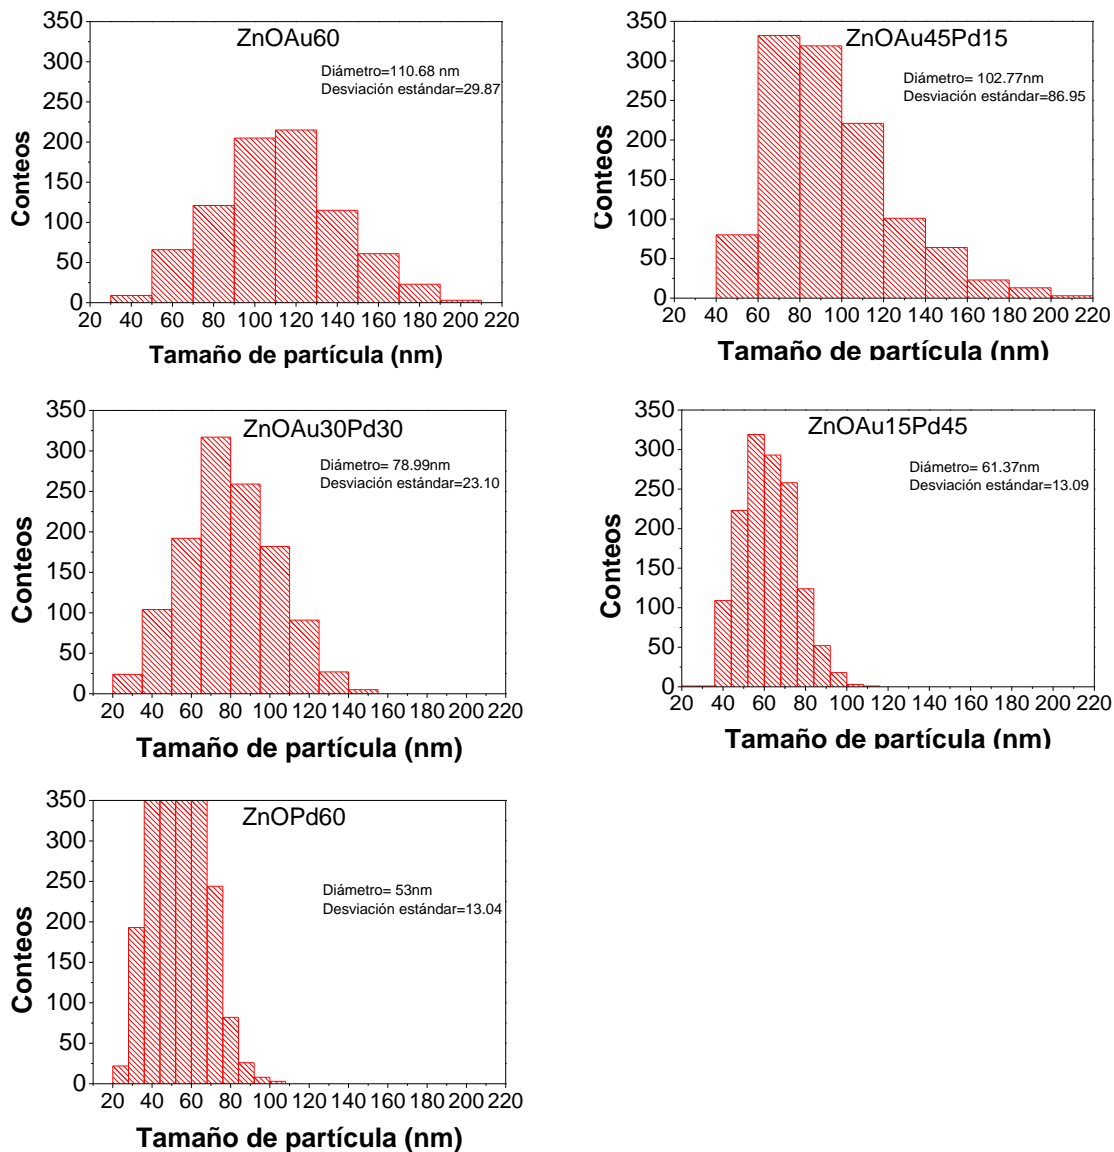 ZnOAu60
Diámetro=110.68 nm
Desviación estándar=29.87
Conteos
350
300
250
200
150
100
50
0
20 40 60 80 100 120 140 160 180 200 220
Tamaño de partícula (nm)
ZnOAu45Pd15
Diámetro= 102.77nm
Desviación estándar=86.95
Conteos
350
300
250
200
150
100
50
0
20 40 60 80 100 120 140 160 180 200 220
Tamaño de partícula (nm)
ZnOAu30Pd30
Diámetro= 78.99nm
Desviación estándar=23.10
Conteos
350
300
250
200
150
100
50
0
20 40 60 80 100 120 140 160 180 200 220
Tamaño de partícula (nm)
ZnOAu15Pd45
Diámetro= 61.37nm
Desviación estándar=13.09
Conteos
350
300
250
200
150
100
50
0
20 40 60 80 100 120 140 160 180 200 220
Tamaño de partícula (nm)
ZnOPd60
Diámetro= 53nm
Desviación estándar=13.04
Conteos
350
300
250
200
150
100
50
0
20 40 60 80 100 120 140 160 180 200 220
Tamaño de partícula (nm)